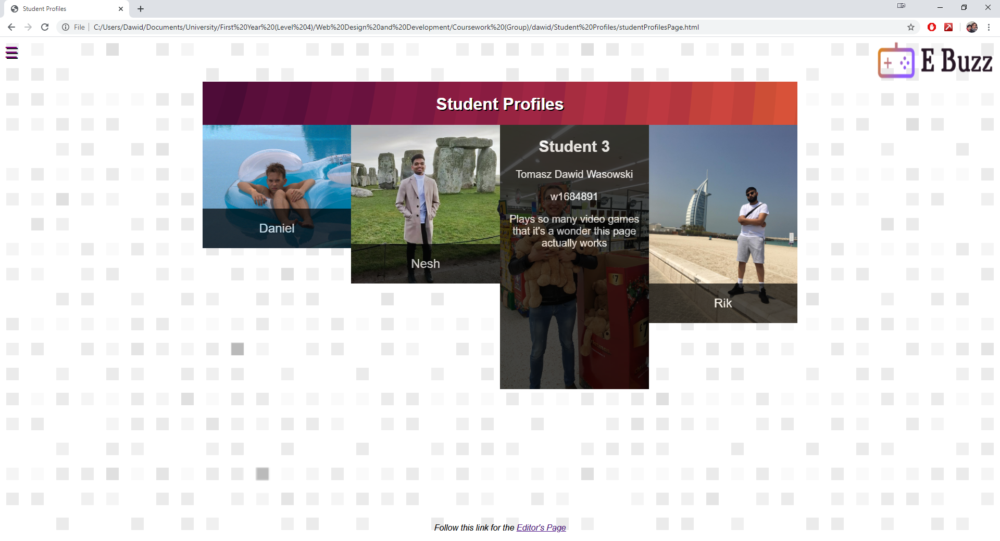 Student Profiles
File
C:/Users/Dawid/Documents/University/First%20Year%20(Level%204)/Web%20Design%20and%20Development/Coursework%20(Group)/dawid/Student%20Profiles/studentProfilesPage.html
E Buzz
Student Profiles
Student 3
Tomasz Dawid Wasowski
w1684891
Plays so many video games
that it's a wonder this page
actually works
Daniel
Nesh
£7
Rik
£7
Follow this link for the Editor's Page